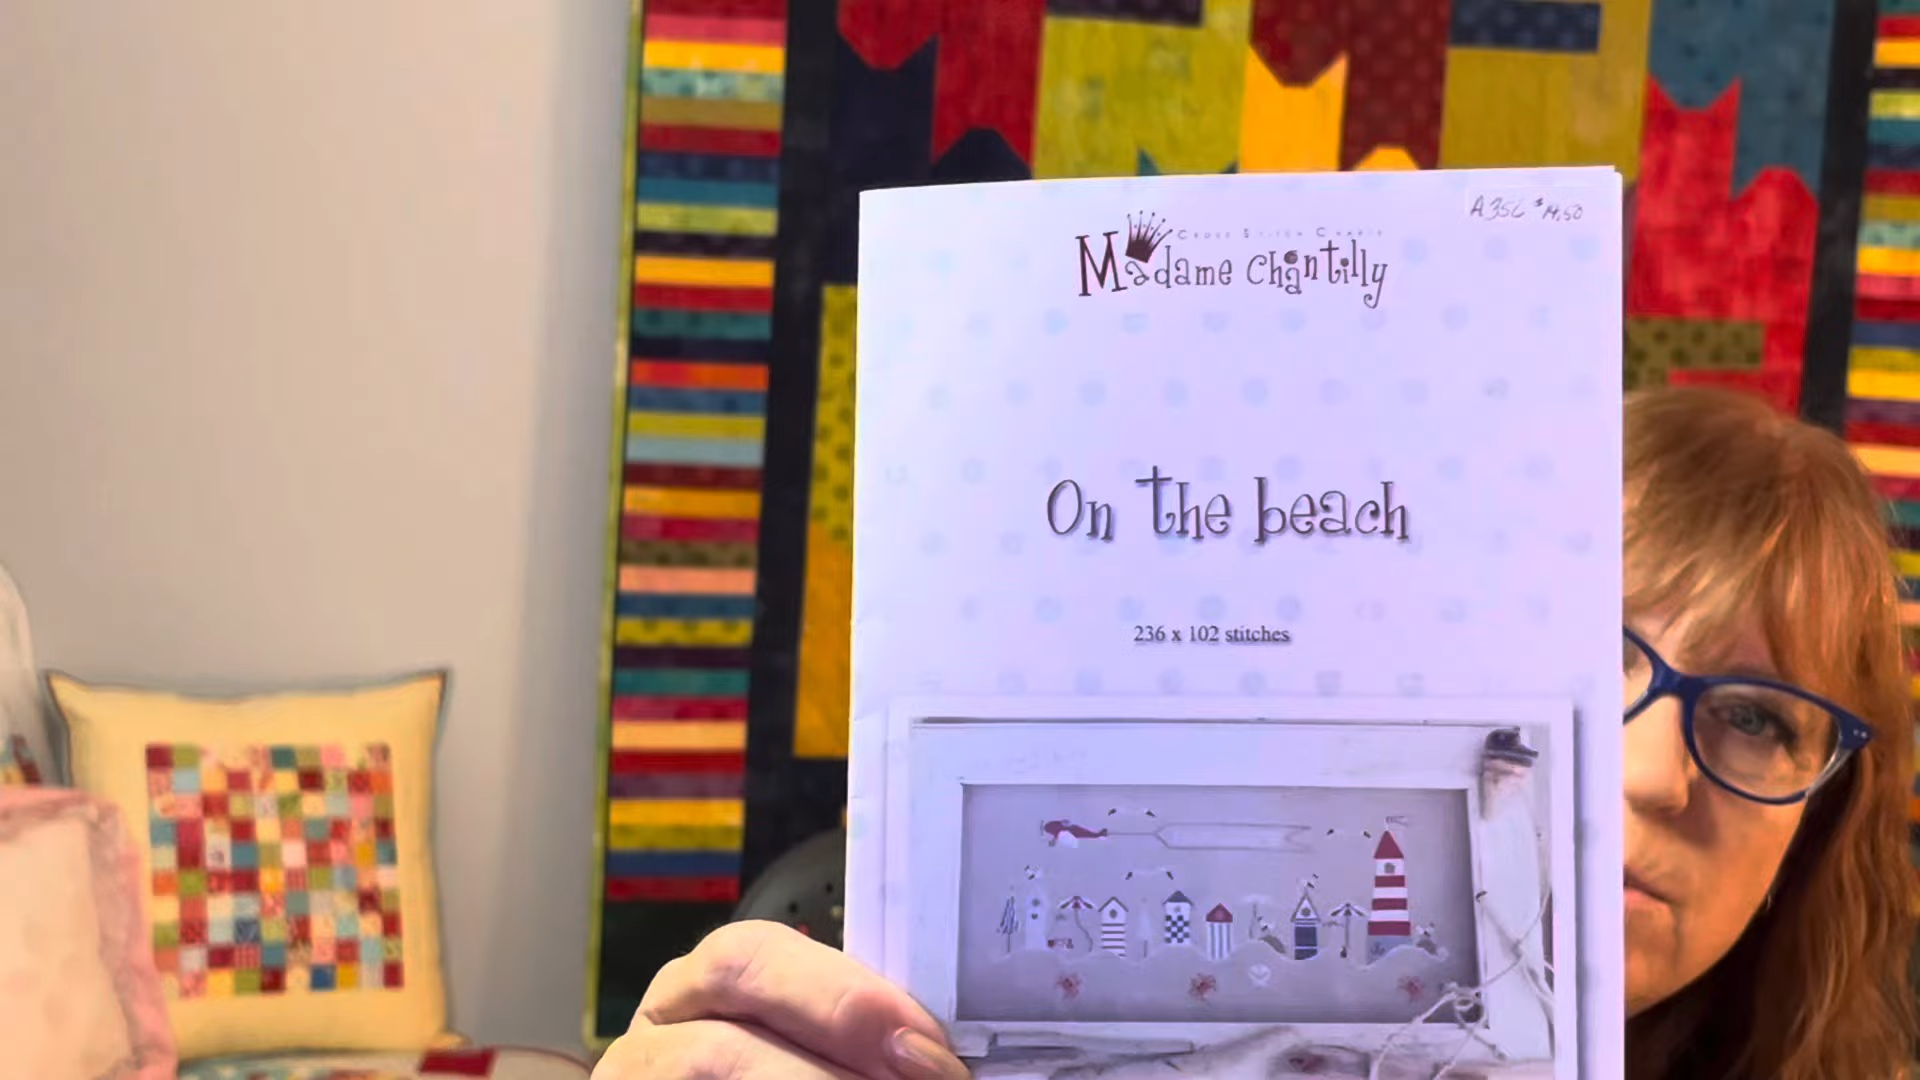 A356 $14.50
Cross Stitch Charts
Madame Chantilly
On the beach
236 x 102 stitches